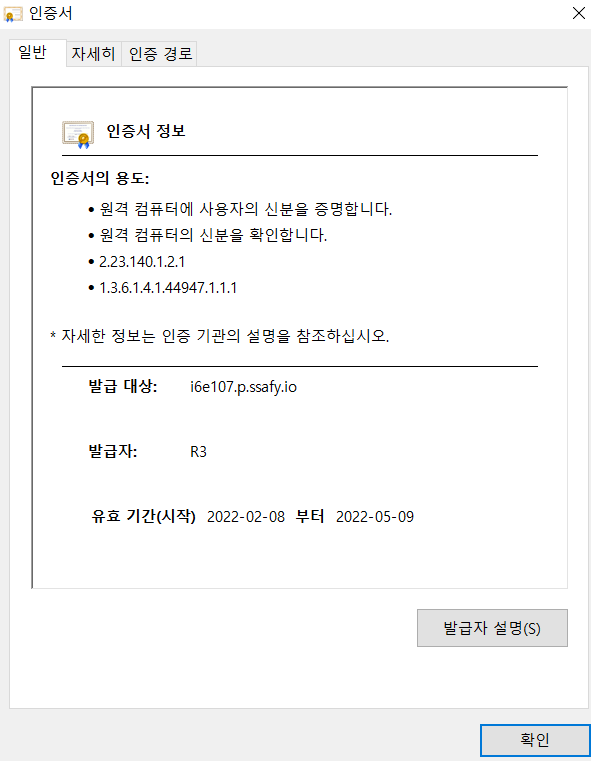 인증서
일반 자세히 인증 경로
인증서 정보
인증서의 용도:
• 원격 컴퓨터에 사용자의 신분을 증명합니다.
• 원격 컴퓨터의 신분을 확인합니다.
• 2.23.140.1.2.1
• 1.3.6.1.4.1.44947.1.1.1
* 자세한 정보는 인증 기관의 설명을 참조하십시오.
발급 대상: i6e107.p.ssafy.io
발급자: R3
유효 기간(시작) 2022-02-08 부터 2022-05-09
발급자 설명(S)
확인